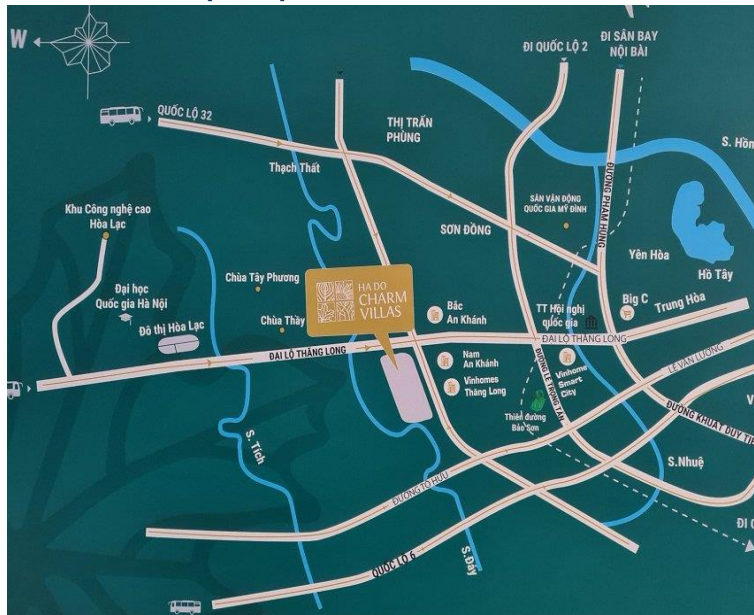 W
ĐI SÂN BAY
NỘI BÀI
ĐI QUỐC LỘ 2
QUỐC LỘ 32
THỊ TRẤN
PHÙNG
S. Hồn
Thạch Thất
SÂN VẬN ĐỘNG
QUỐC GIA MỸ ĐÌNH
ĐƯỜNG PHẠM HÙNG
Khu Công nghệ cao
Hòa Lạc
SƠN ĐỒNG
Yên Hòa
Hồ Tây
Chùa Tây Phương
HA DO
CHARM
VILLAS
Đại học
Quốc gia Hà Nội
Bắc
An Khánh
TT Hội nghị
quốc gia
Big C
Trung Hòa
Đô thị Hòa Lạc
Chùa Thầy
ĐẠI LỘ THĂNG LONG
ĐẠI LỘ THĂNG LONG
LÊ VĂN LƯƠNG
Nam
An Khánh
Vinhomes
Thăng Long
ĐƯỜNG LÊ TRỌNG TẤN
Vinhome
Smart
City
Thiên đường
Bảo Sơn
ĐƯỜNG KHUẤT DUY TIẾ
S. Tích
S.Nhuệ
ĐƯỜNG TỐ HỮU
ĐI
S.Đáy
QUỐC LỘ 6